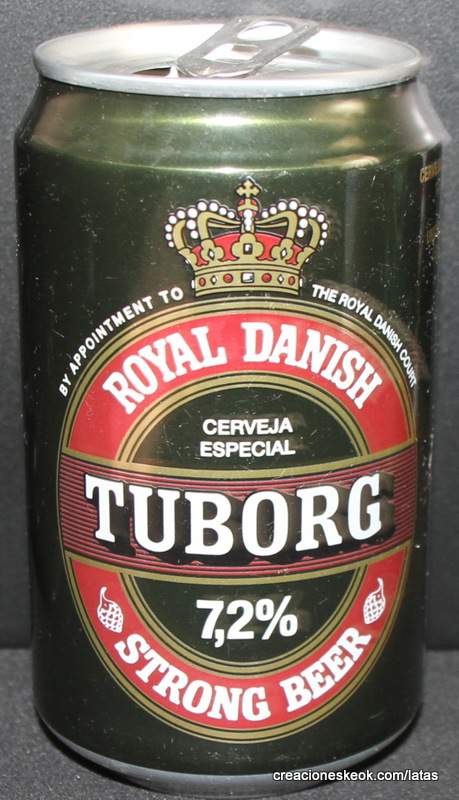 BY APPOINTMENT TO THE ROYAL DANISH COURT
ROYAL DANISH
CERVEJA
ESPECIAL
TUBORG
7,2%
STRONG BEER
creacioneskeok.com/latas